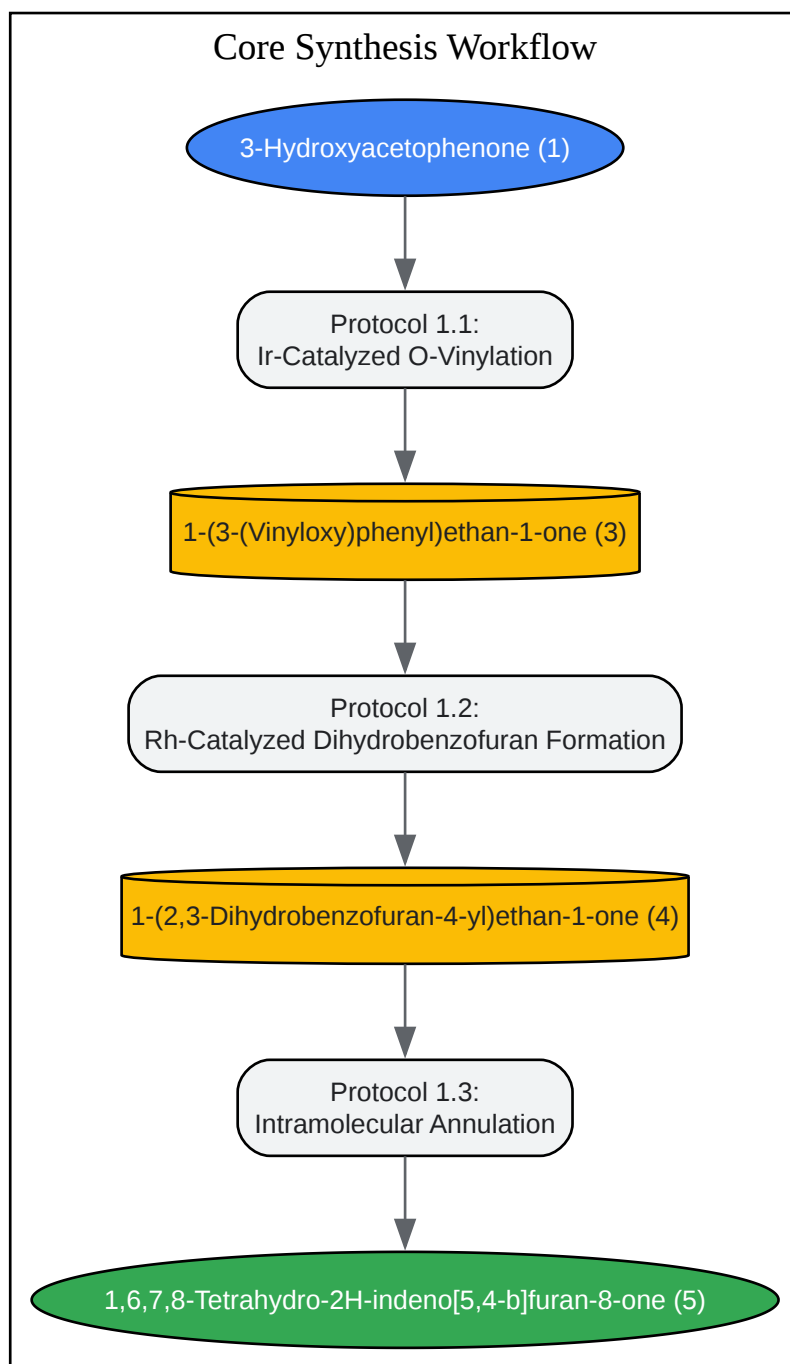 Core Synthesis Workflow
3-Hydroxyacetophenone (1)
Protocol 1.1:
Ir-Catalyzed O-Vinylation
1-(3-(Vinyloxy)phenyl)ethan-1-one (3)
Protocol 1.2:
Rh-Catalyzed Dihydrobenzofuran Formation
1-(2,3-Dihydrobenzofuran-4-yl)ethan-1-one (4)
Protocol 1.3:
Intramolecular Annulation
1,6,7,8-Tetrahydro-2H-indeno[5,4-b]furan-8-one (5)